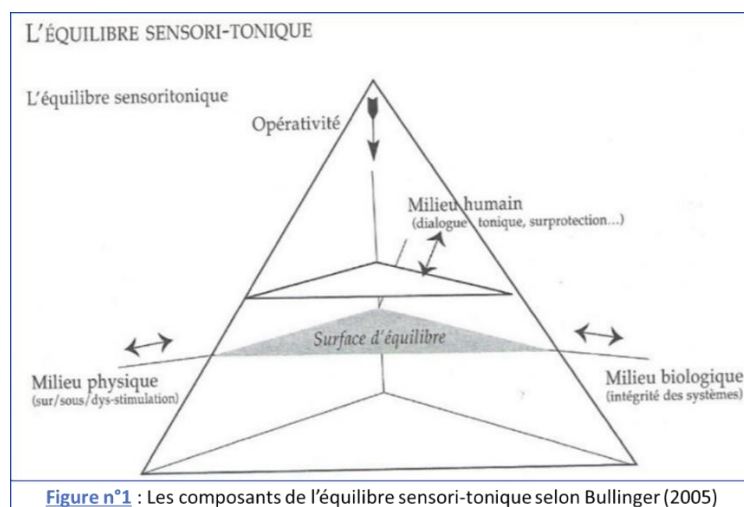 L'ÉQUILIBRE SENSORI-TONIQUE
L'équilibre sensoritonique
Opérativité
Milieu humain
(dialogue tonique, surprotection...)
Surface d'équilibre
Milieu physique
(sur/sous/dys-stimulation)
Milieu biologique
(intégrité des systèmes)
Figure n°1 : Les composants de l'équilibre sensori-tonique selon Bullinger (2005)